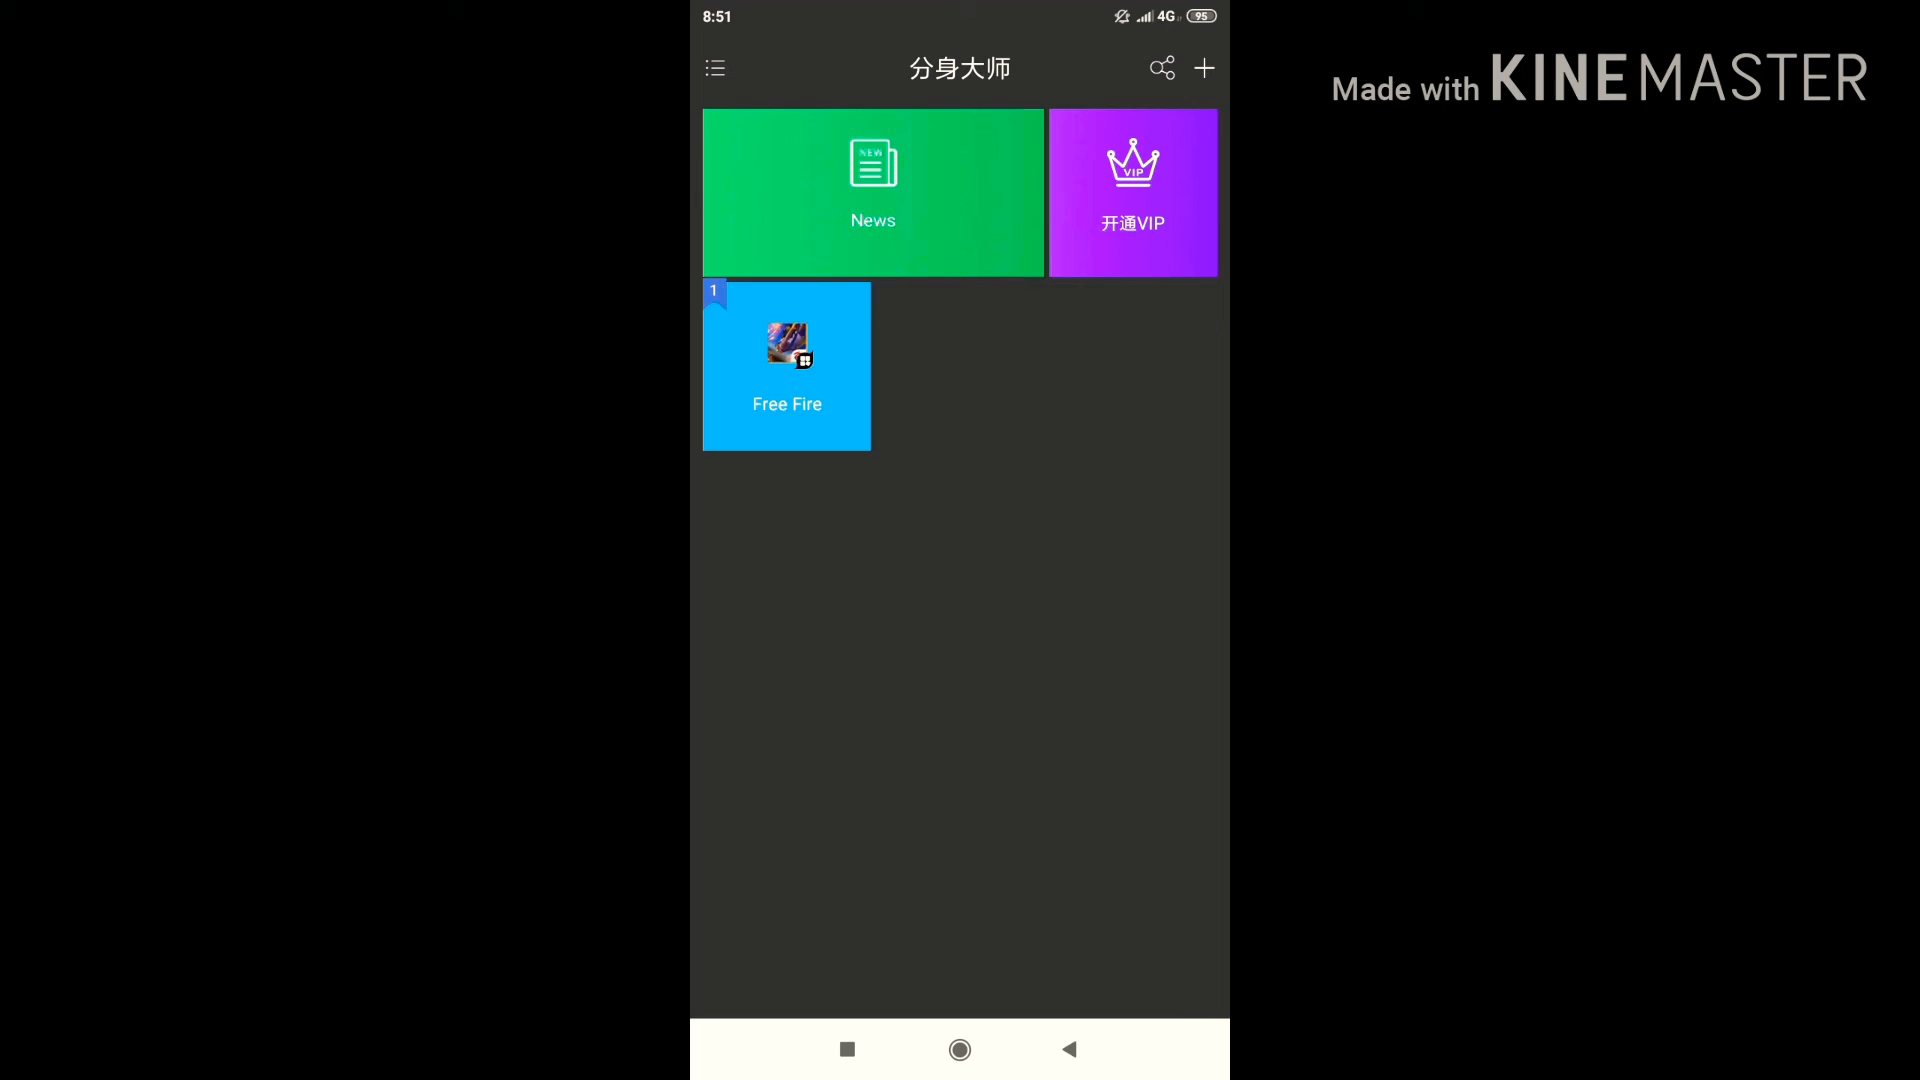 8:51
4G
95
分身大师
Made with KINEMASTER
NEW
News
VIP
开通VIP
1
Free Fire